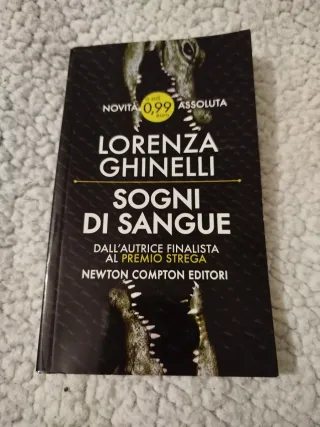 NOVITÀ
0,99
ASSOLUTA
LORENZA
GHINELLI
SOGNI
DI SANGUE
DALL'AUTRICE FINALISTA
AL PREMIO STREGA
NEWTON COMPTON EDITORI